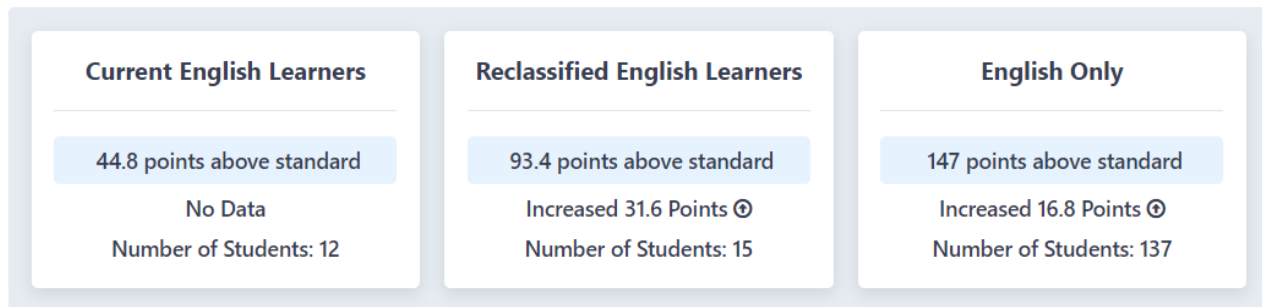 Current English Learners
44.8 points above standard
No Data
Number of Students: 12
Reclassified English Learners
93.4 points above standard
Increased 31.6 Points
Number of Students: 15
English Only
147 points above standard
Increased 16.8 Points
Number of Students: 137